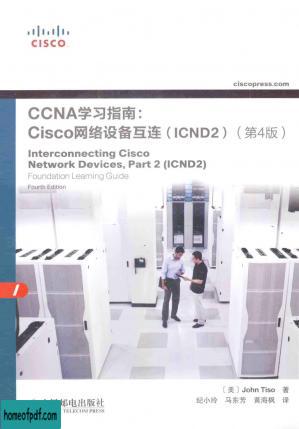 CISCO
ciscopress.com
CCNA学习指南：
Cisco网络设备互连（ICND2）（第4版）
Interconnecting Cisco
Network Devices, Part 2 (ICND2)
Foundation Learning Guide
Fourth Edition
［美］John Tiso 著
纪小玲 马东芳 黄海枫 译
邮电出版社
TELECOM PRESS
homeofpdf.com